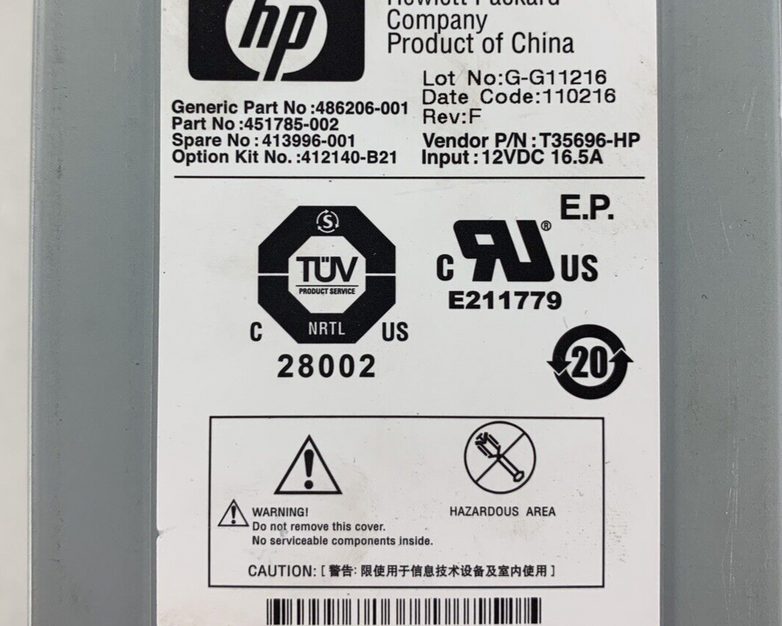 hp
Hewlett Packard
Company
Product of China
Lot No:G-G11216
Date Code:110216
Rev:F
Generic Part No :486206-001
Part No :451785-002
Spare No : 413996-001
Option Kit No. :412140-B21
Vendor P/N : T35696-HP
Input : 12VDC 16.5A
S
TÜV
PRODUCT SERVICE
NRTL
C US
28002
E.P.
C RU ® US
E211779
20
WARNING!
Do not remove this cover.
No serviceable components inside.
HAZARDOUS AREA
CAUTION: [ 警告: 限使用于信息技术设备及室内使用 ]